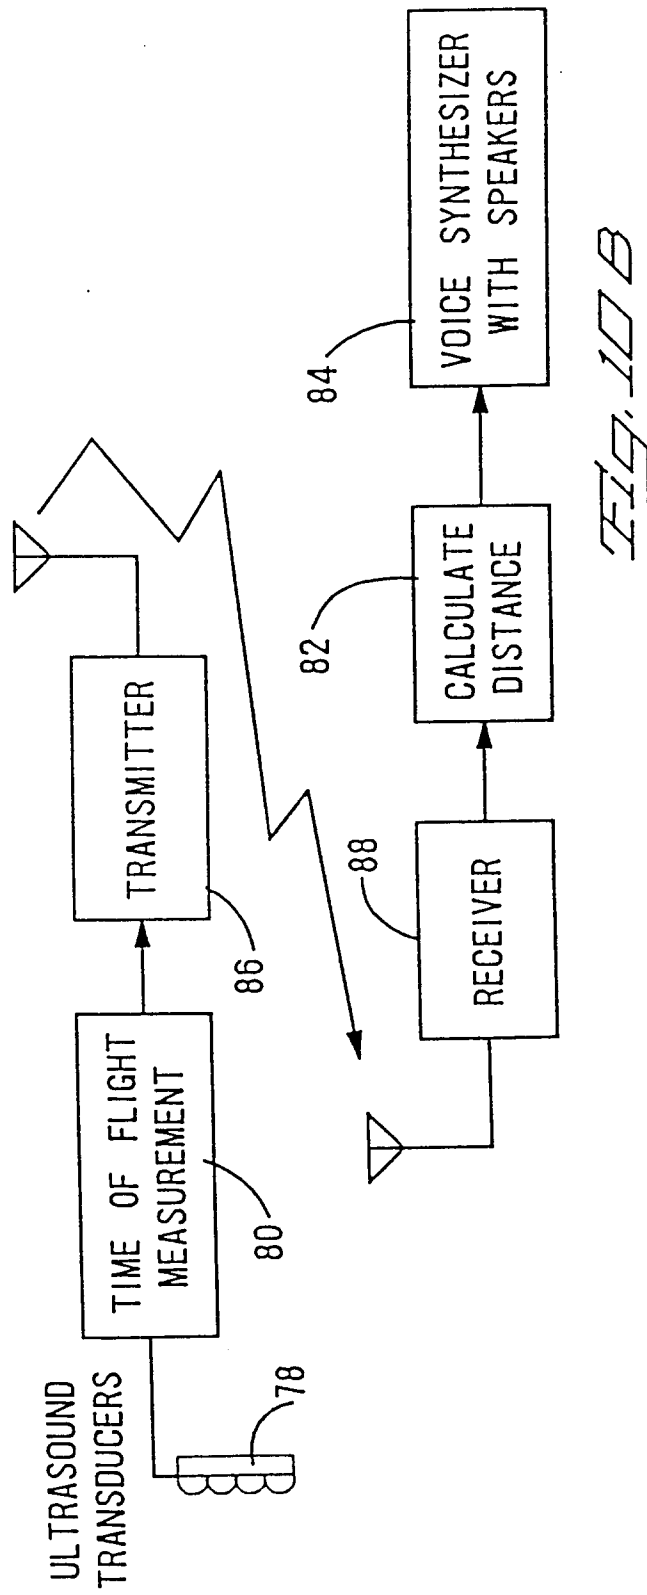 ULTRASOUND
TRANSDUCERS
78
TIME OF FLIGHT
MEASUREMENT
80
TRANSMITTER
86
RECEIVER
88
CALCULATE
DISTANCE
82
VOICE SYNTHESIZER
WITH SPEAKERS
84
Fig. 10B